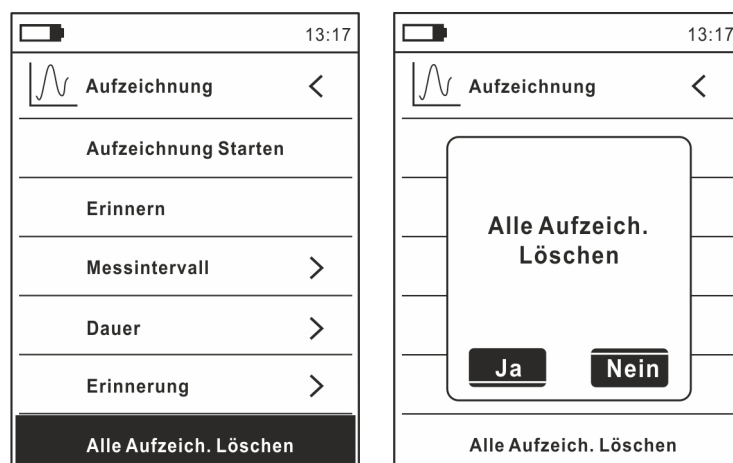 13:17
Aufzeichnung
Aufzeichnung Starten
Erinnern
Messintervall
Dauer
Erinnerung
Alle Aufzeich. Löschen
13:17
Aufzeichnung
Alle Aufzeich.
Löschen
Ja Nein
Alle Aufzeich. Löschen